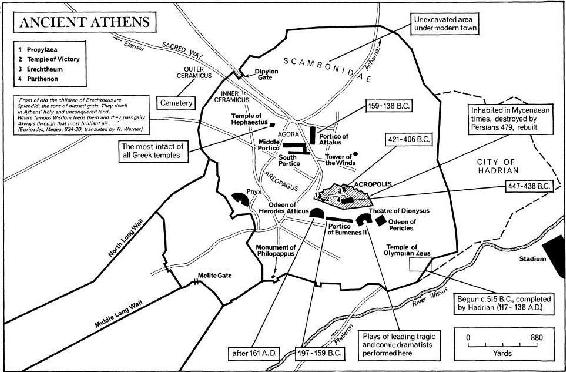 ANCIENT ATHENS
1 Propylaea
2 Temple of Victory
3 Erechtheum
4 Parthenon
Unexcavated area
under modern town
SACRED WAY
Dipylon
Gate
SCAMBONIDAE
OUTER
CERAMICUS
Cemetery
INNER
CERAMICUS
Temple of
Hephaestus
AGORA
159-138 B.C.
Portico of
Attalus
Inhabited in Mycenaean
times, destroyed by
Persians 479, rebuilt
421-406 B.C.
The most intact of
all Greek temples
Middle
Portico
South
Portico
Tower of
the Winds
CITY OF
HADRIAN
AREOPAGUS
ACROPOLIS
447-438 B.C.
Pnyx
Odeon of
Herodes Atticus
Theatre of Dionysus
Odeon of
Pericles
Portico
of Eumenes II
North Long Wall
Monument of
Philopappus
Temple of
Olympian Zeus
Stadium
Melite Gate
Middle Long Wall
River
Begun c.515 B.C., completed
by Hadrian (117-138 A.D.)
after 161 A.D.
197-159 B.C.
Plays of leading tragic
and comic dramatists
performed here
0 880
Yards